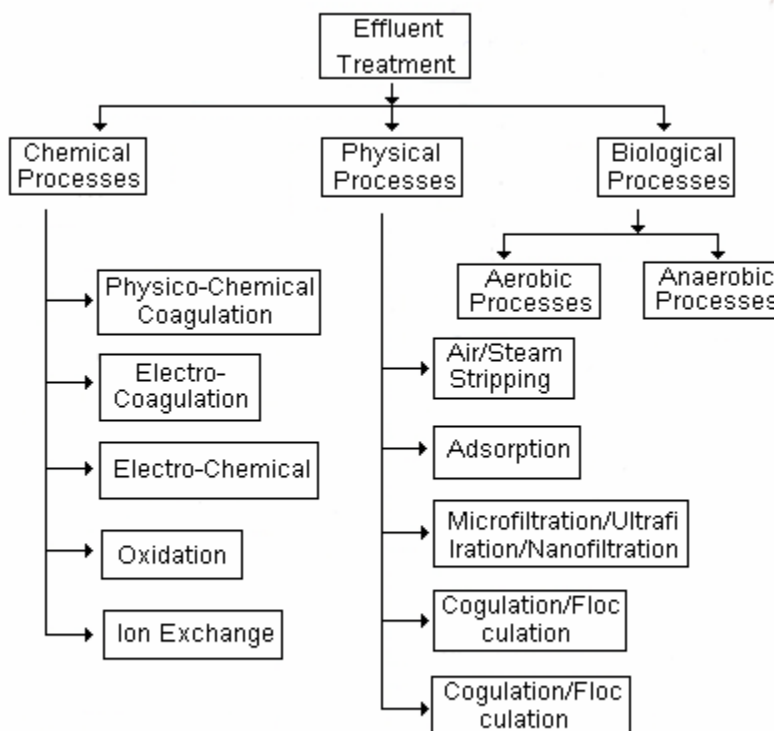 Effluent
Treatment
Chemical
Processes
Physical
Processes
Biological
Processes
Aerobic
Processes
Anaerobic
Processes
Physico-Chemical
Coagulation
Electro-
Coagulation
Electro-Chemical
Oxidation
Ion Exchange
Air/Steam
Stripping
Adsorption
Microfiltration/Ultrafi
lration/Nanofiltration
Cogulation/Floc
culation
Cogulation/Floc
culation